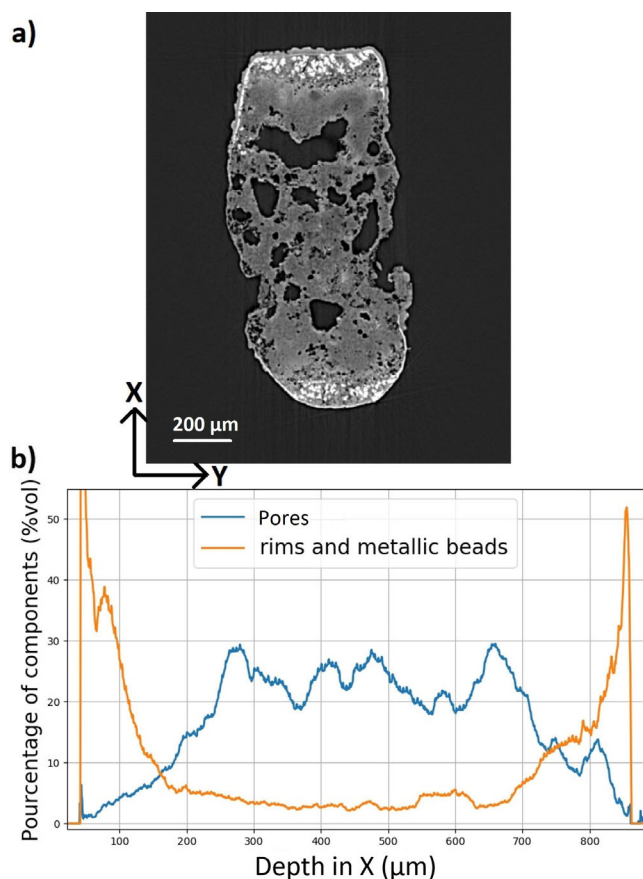 a)
X
200 µm
Y
b)
Pourcentage of components (%vol)
50
40
30
20
10
0
Pores
rims and metallic beads
100 200 300 400 500 600 700 800
Depth in X (µm)